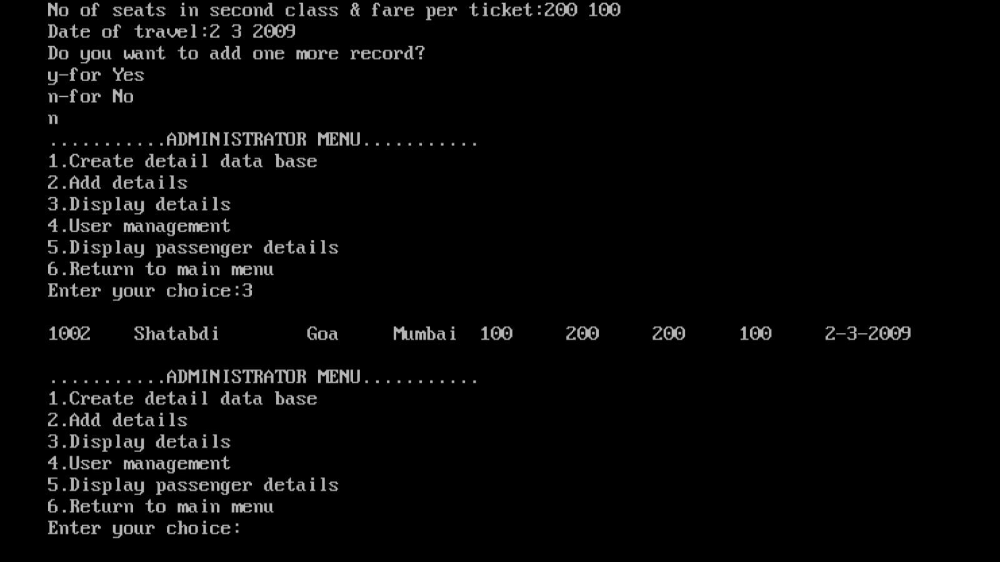 No of seats in second class & fare per ticket:200 100
Date of travel:2 3 2009
Do you want to add one more record?
y-for Yes
n-for No
n
...........ADMINISTRATOR MENU...........
1.Create detail data base
2.Add details
3.Display details
4.User management
5.Display passenger details
6.Return to main menu
Enter your choice:3
1002 Shatabdi Goa Mumbai 100 200 200 100 2-3-2009
...........ADMINISTRATOR MENU...........
1.Create detail data base
2.Add details
3.Display details
4.User management
5.Display passenger details
6.Return to main menu
Enter your choice: